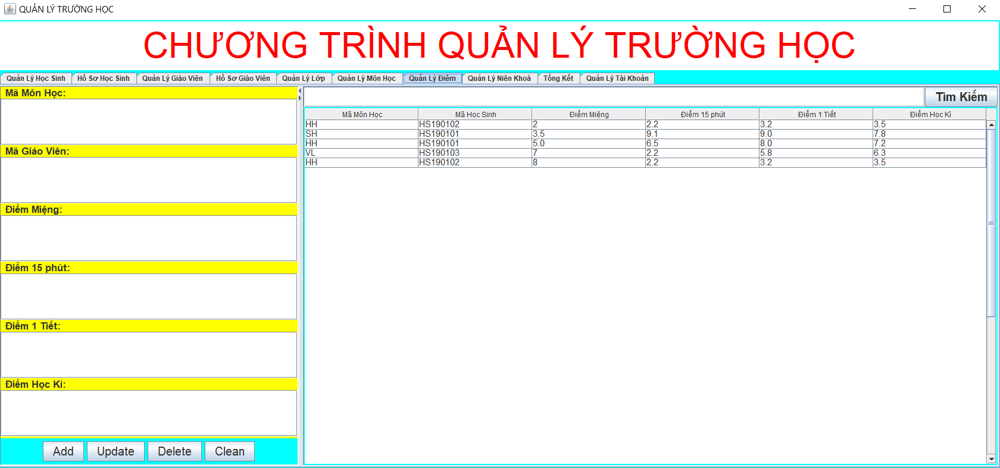 QUẢN LÝ TRƯỜNG HỌC
CHƯƠNG TRÌNH QUẢN LÝ TRƯỜNG HỌC
Quản Lý Học Sinh Hồ Sơ Học Sinh Quản Lý Giáo Viên Hồ Sơ Giáo Viên Quản Lý Lớp Quản Lý Môn Học Quản Lý Điểm Quản Lý Niên Khoá Tổng Kết Quản Lý Tài Khoản
Mã Môn Học:
Mã Giáo Viên:
Điểm Miệng:
Điểm 15 phút:
Điểm 1 Tiết:
Điểm Học Kì:
Add Update Delete Clean
Tìm Kiếm
Mã Môn Học Mã Học Sinh Điểm Miệng Điểm 15 phút Điểm 1 Tiết Điểm Học Kì
HH HS190102 2 2.2 3.2 3.5
SH HS190101 3.5 9.1 9.0 7.8
HH HS190101 5.0 6.5 8.0 7.2
VL HS190103 7 2.2 5.8 6.3
HH HS190102 8 2.2 3.2 3.5